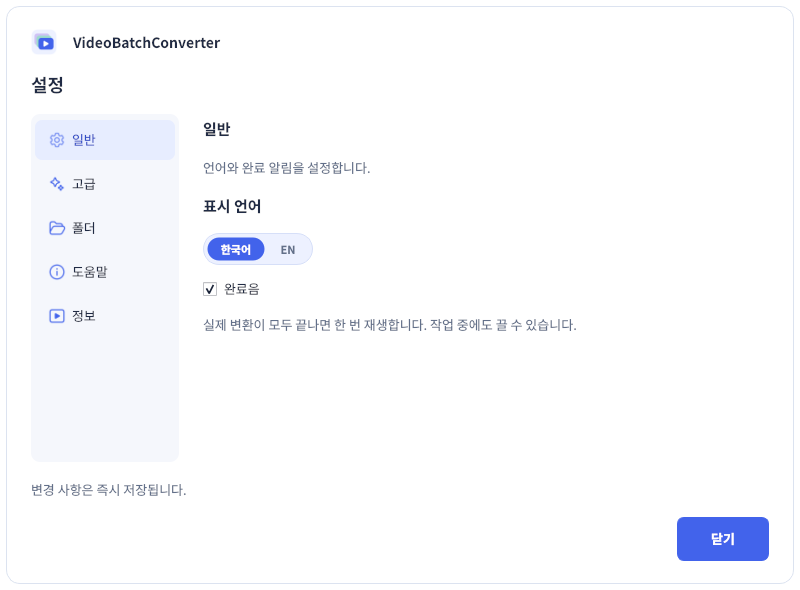 VideoBatchConverter
설정
일반
고급
폴더
도움말
정보
일반
언어와 완료 알림을 설정합니다.
표시 언어
한국어 EN
완료음
실제 변환이 모두 끝나면 한 번 재생합니다. 작업 중에도 끌 수 있습니다.
변경 사항은 즉시 저장됩니다.
닫기